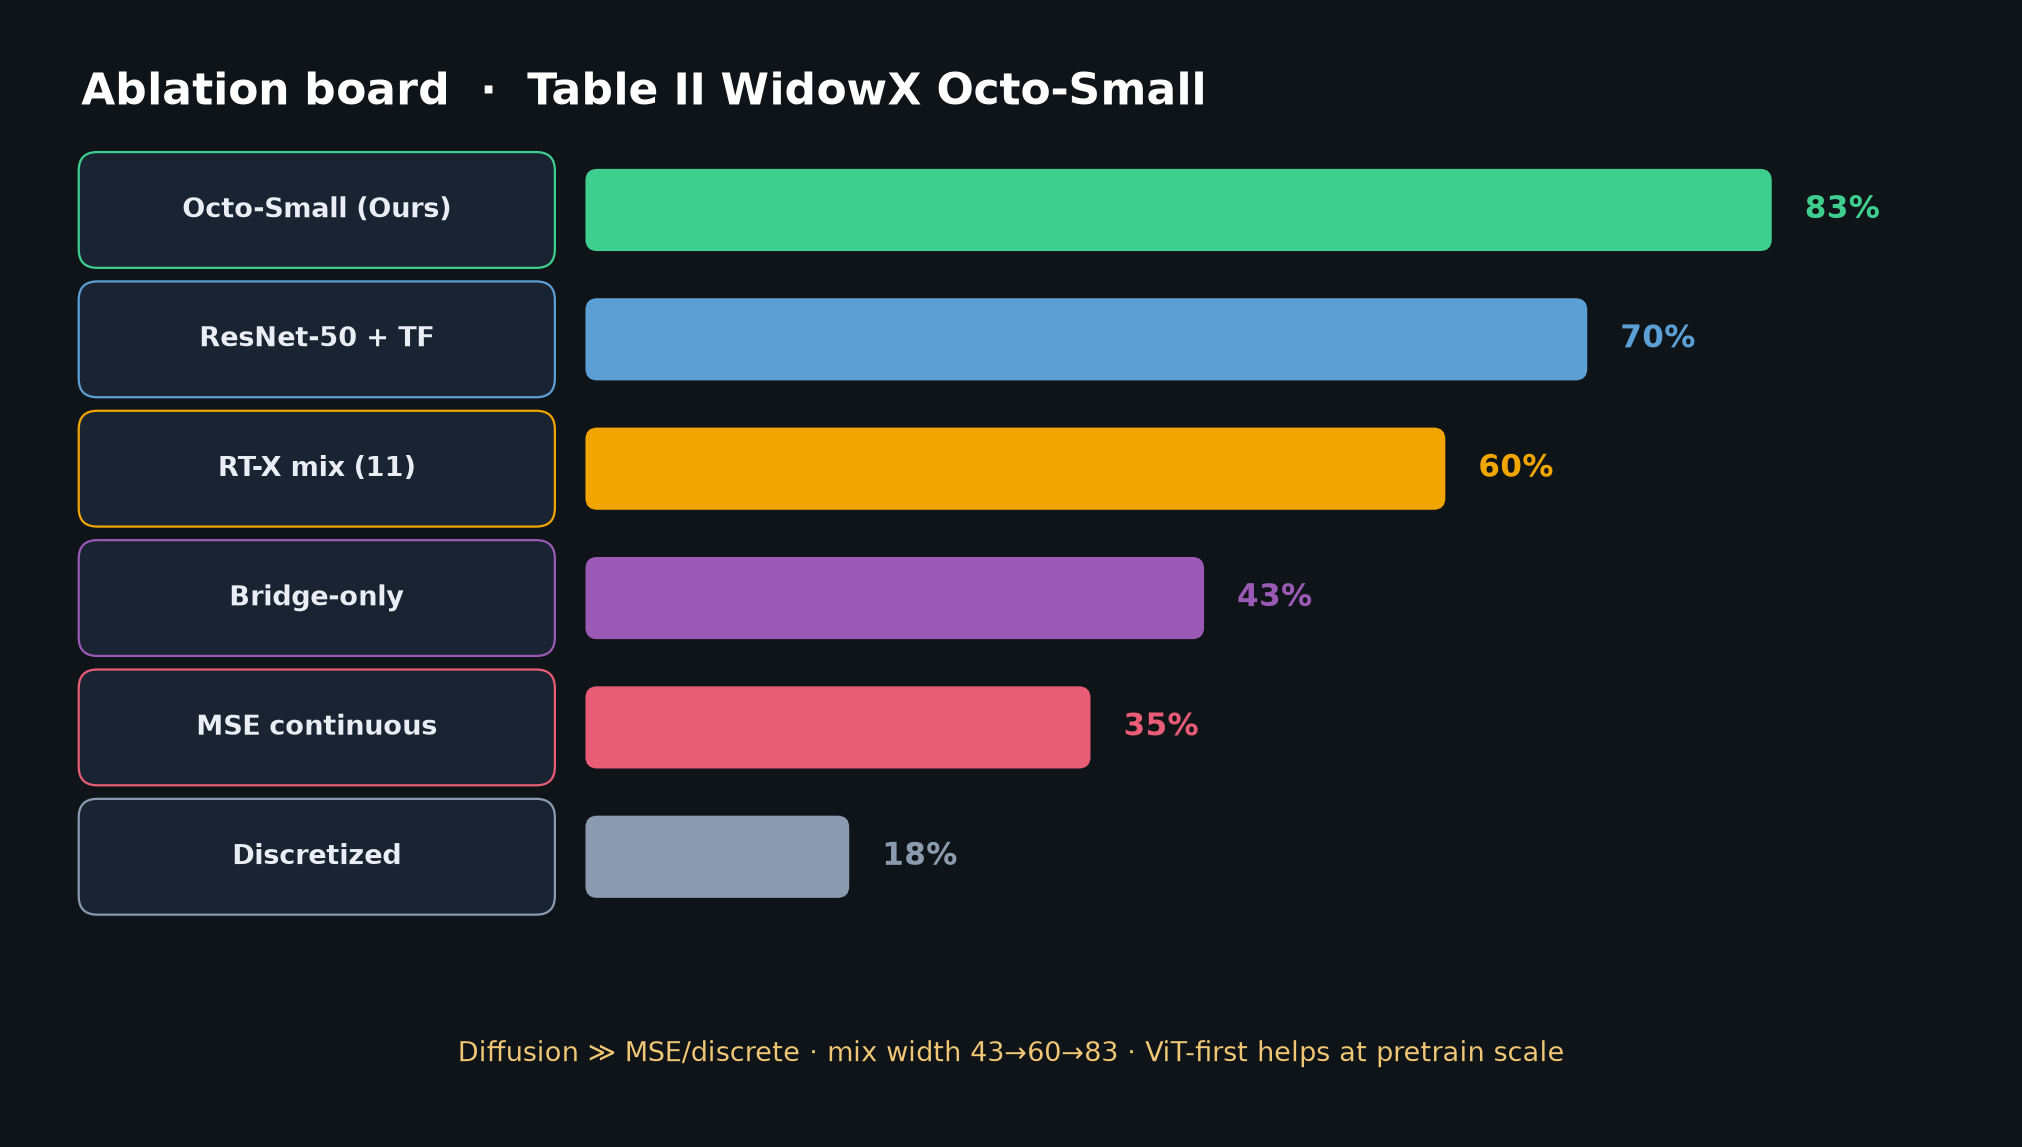 Ablation board · Table II WidowX Octo-Small
Octo-Small (Ours) 83%
ResNet-50 + TF 70%
RT-X mix (11) 60%
Bridge-only 43%
MSE continuous 35%
Discretized 18%
Diffusion ≫ MSE/discrete · mix width 43→60→83 · ViT-first helps at pretrain scale